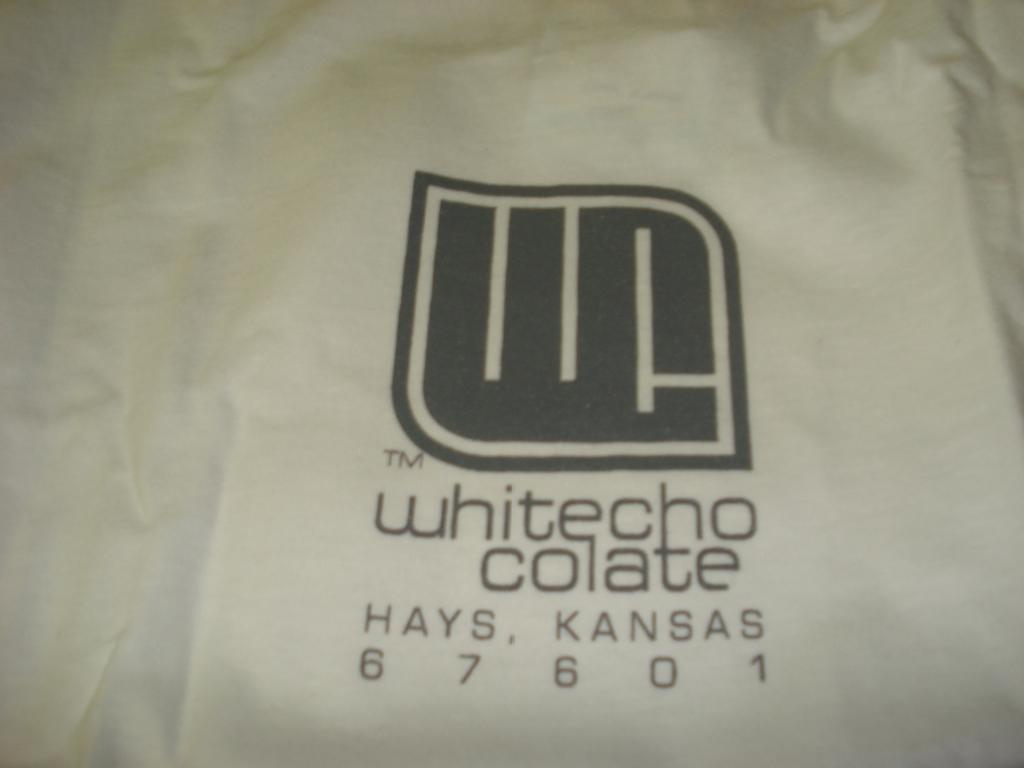 TM
whitecho
colate
HAYS, KANSAS
6 7 6 0 1